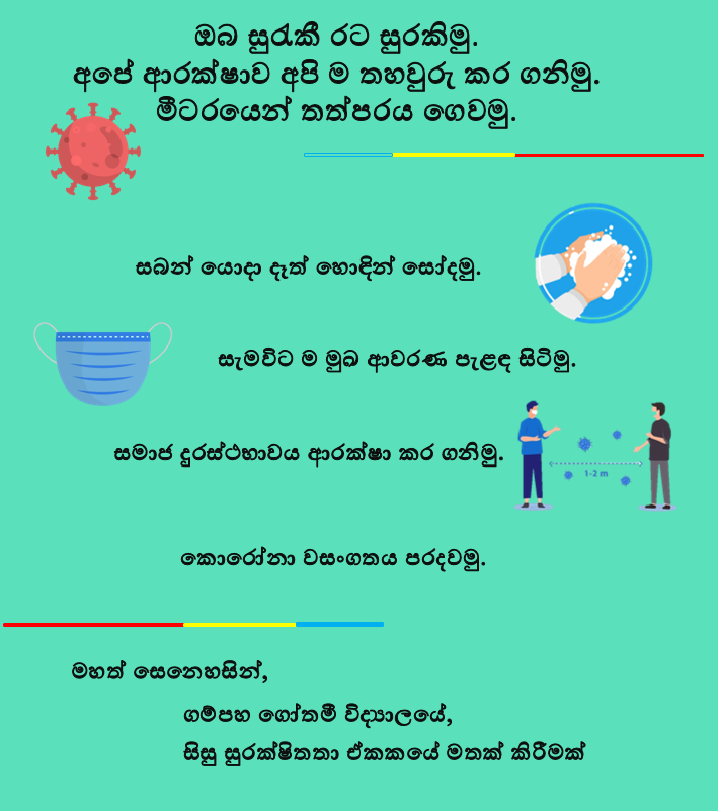 ඔබ සුරැකී රට සුරකිමු.
අපේ ආරක්ෂාව අපි ම තහවුරු කර ගනිමු.
මීටරයෙන් තත්පරය ගෙවමු.
සබන් යොදා දෑත් හොඳින් සෝදමු.
සැමවිට ම මුඛ ආවරණ පැළඳ සිටිමු.
සමාජ දුරස්ථභාවය ආරක්ෂා කර ගනිමු.
1-2 m
කොරෝනා වසංගතය පරදවමු.
මහත් සෙනෙහසින්,
ගම්පහ ගෝතමී විද්‍යාලයේ,
සිසු සුරක්ෂිතතා ඒකකයේ මතක් කිරීමක්